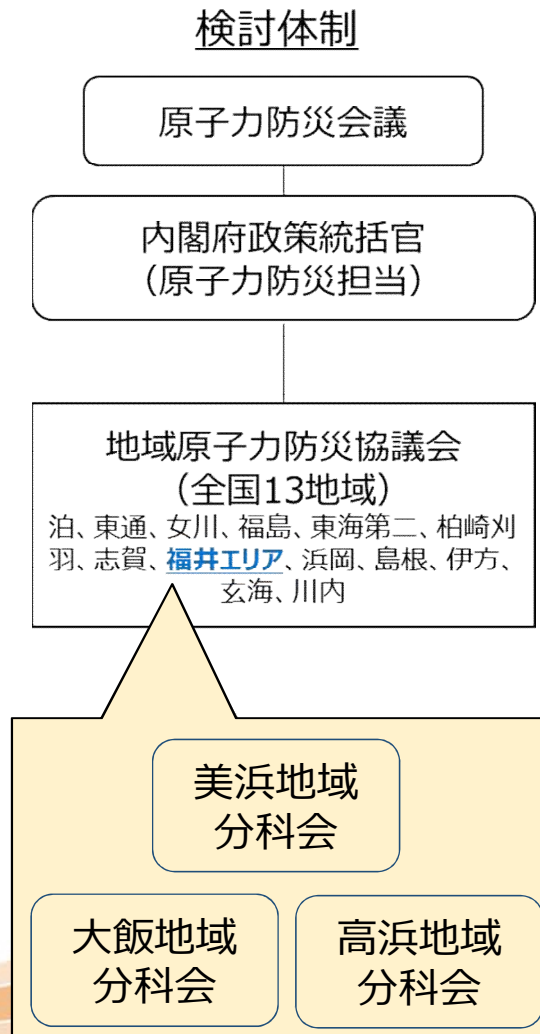 検討体制
原子力防災会議
内閣府政策統括官
(原子力防災担当)
地域原子力防災協議会
(全国13地域)
泊、東通、女川、福島、東海第二、柏崎刈
羽、志賀、福井エリア、浜岡、島根、伊方、
玄海、川内
美浜地域
分科会
大飯地域
分科会
高浜地域
分科会